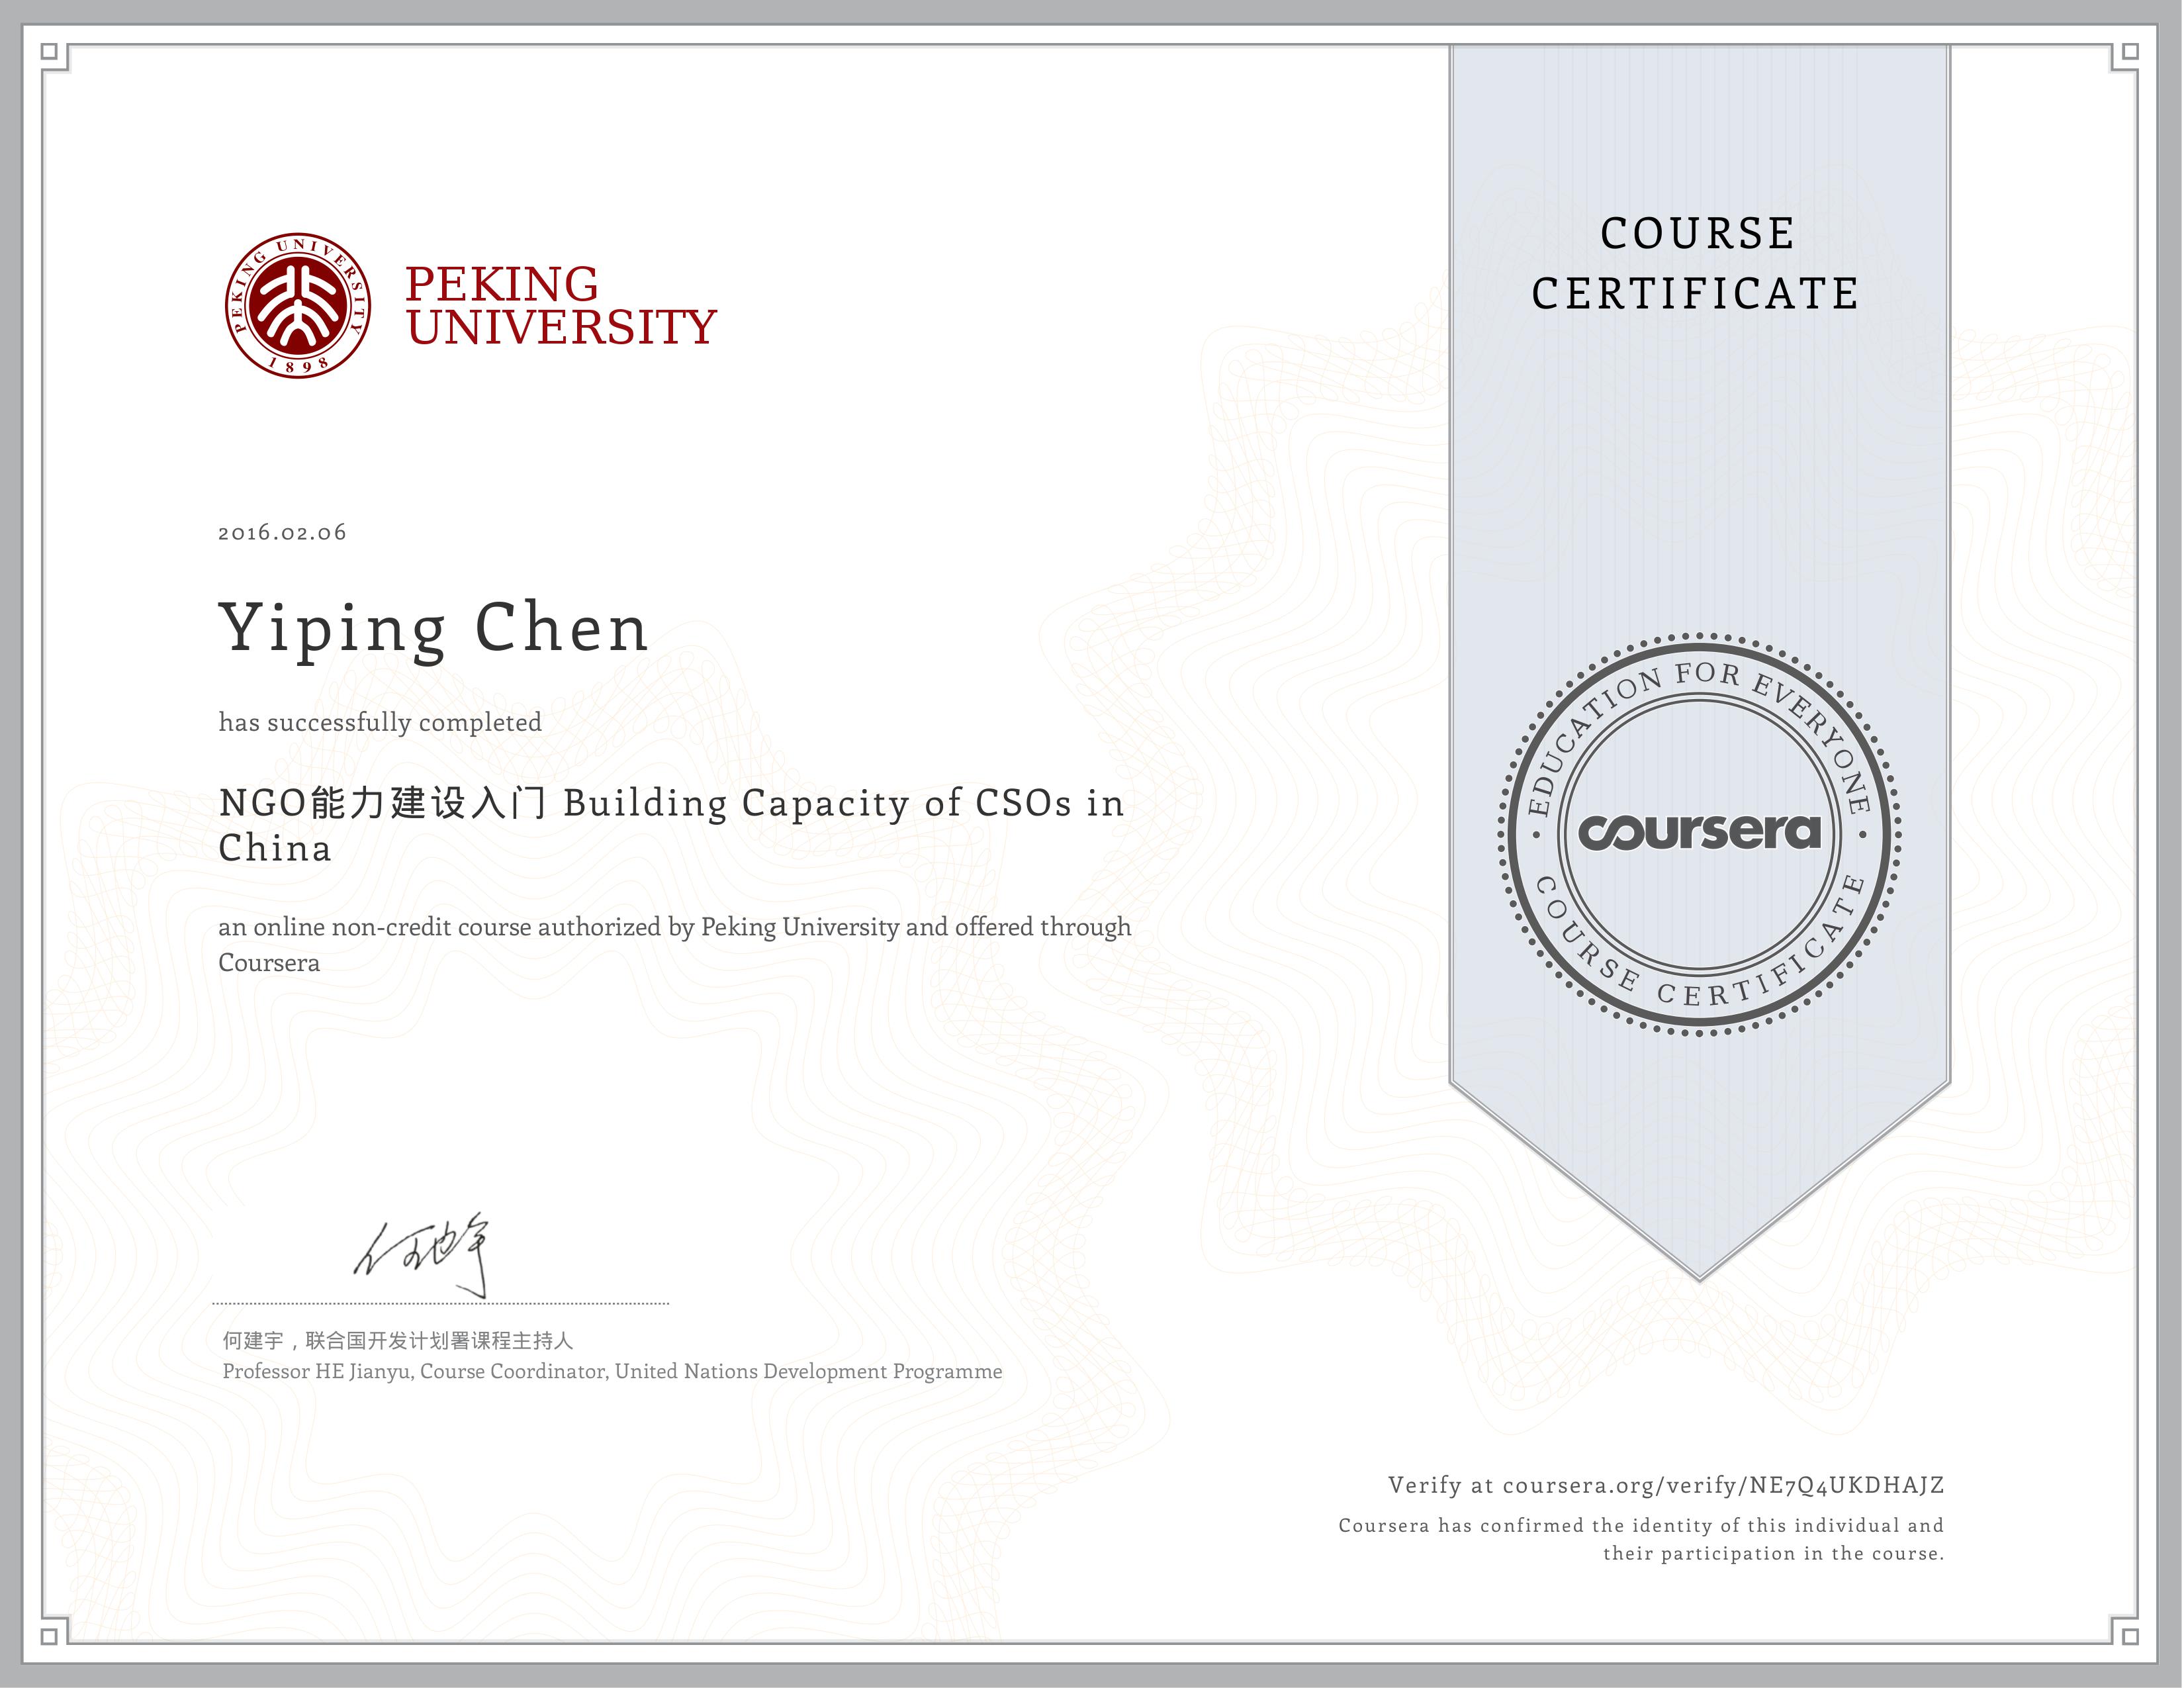 PEKING UNIVERSITY
1898
PEKING
UNIVERSITY
COURSE
CERTIFICATE
2016.02.06
Yiping Chen
has successfully completed
NGO能力建设入门 Building Capacity of CSOs in
China
an online non-credit course authorized by Peking University and offered through
Coursera
EDUCATION FOR EVERYONE
coursera
COURSE CERTIFICATE
何建宇
何建宇，联合国开发计划署课程主持人
Professor HE Jianyu, Course Coordinator, United Nations Development Programme
Verify at coursera.org/verify/NE7Q4UKDHAJZ
Coursera has confirmed the identity of this individual and
their participation in the course.